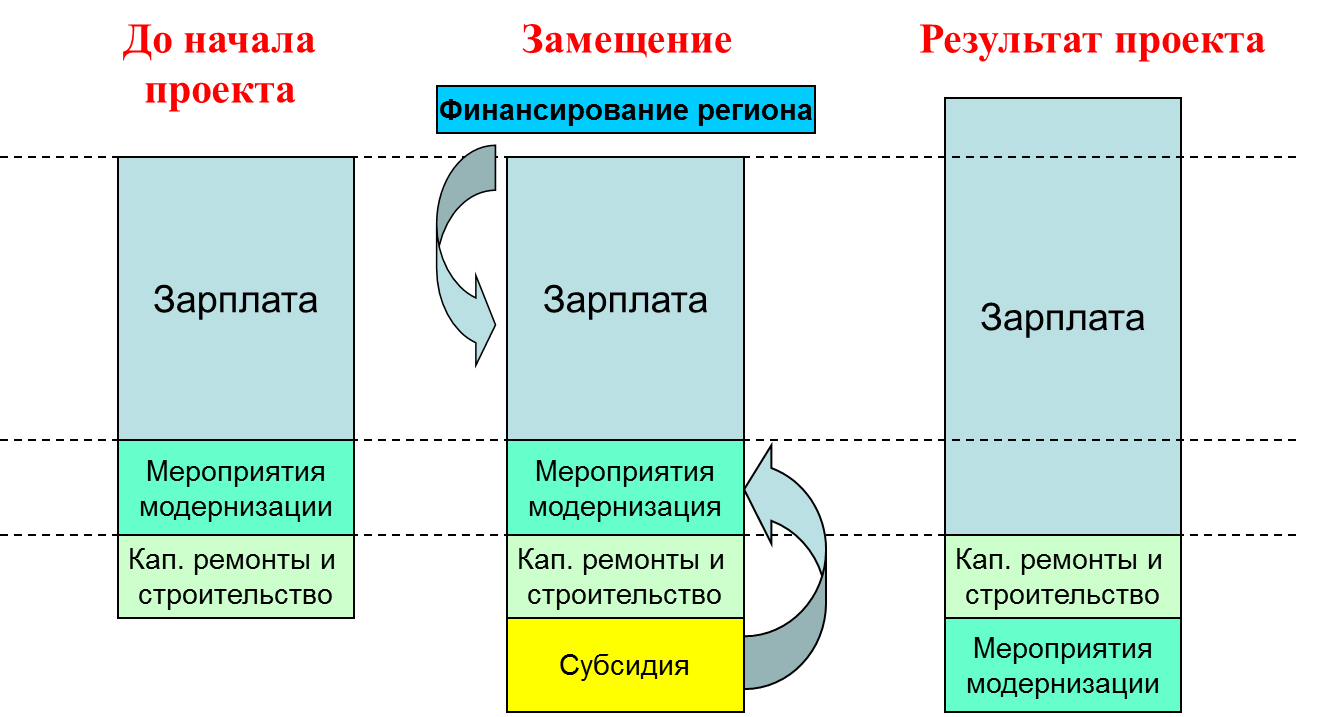 До начала
проекта
Замещение
Результат проекта
Финансирование региона
Зарплата
Зарплата
Зарплата
Мероприятия
модернизации
Мероприятия
модернизация
Кап. ремонты и
строительство
Кап. ремонты и
строительство
Кап. ремонты и
строительство
Субсидия
Мероприятия
модернизации